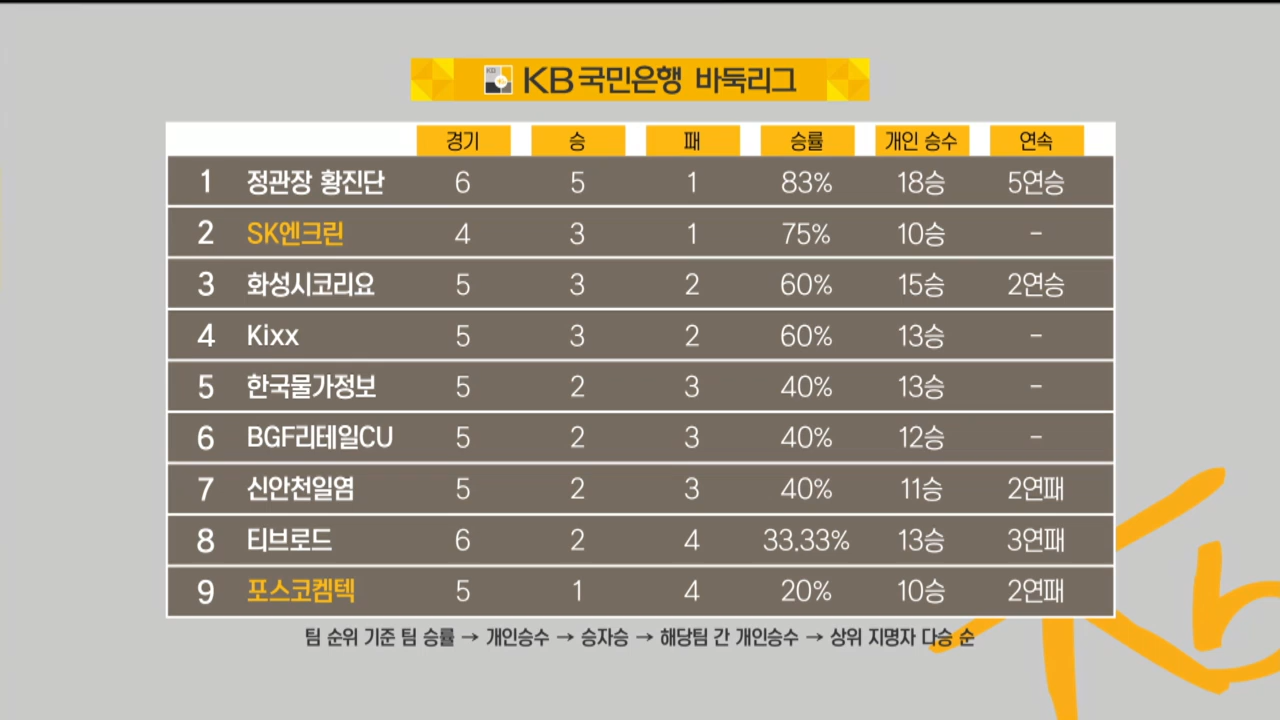 KB국민은행 바둑리그
경기 승 패 승률 개인 승수 연속
1 정관장 황진단 6 5 1 83% 18승 5연승
2 SK엔크린 4 3 1 75% 10승 -
3 화성시코리요 5 3 2 60% 15승 2연승
4 Kixx 5 3 2 60% 13승 -
5 한국물가정보 5 2 3 40% 13승 -
6 BGF리테일CU 5 2 3 40% 12승 -
7 신안천일염 5 2 3 40% 11승 2연패
8 티브로드 6 2 4 33.33% 13승 3연패
9 포스코켐텍 5 1 4 20% 10승 2연패
팀 순위 기준 팀 승률 → 개인승수 → 승자승 → 해당팀 간 개인승수 → 상위 지명자 다승 순
Kb